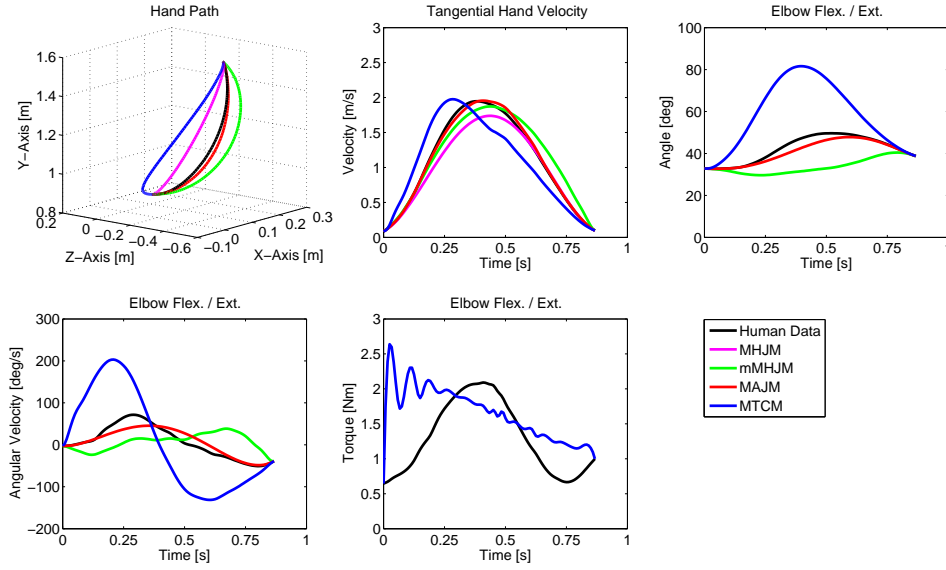 Hand Path
1.6
1.4
1.2
1
0.8
Y−Axis [m]
0.2
0
−0.2
−0.4
−0.6
Z−Axis [m]
−0.1
0
0.1
0.2
0.3
X−Axis [m]
Tangential Hand Velocity
3
2.5
2
1.5
1
0.5
0
Velocity [m/s]
0
0.25
0.5
0.75
1
Time [s]
Elbow Flex. / Ext.
100
80
60
40
20
0
Angle [deg]
0
0.25
0.5
0.75
1
Time [s]
Elbow Flex. / Ext.
300
200
100
0
−100
−200
Angular Velocity [deg/s]
0
0.25
0.5
0.75
1
Time [s]
Elbow Flex. / Ext.
3
2.5
2
1.5
1
0.5
0
Torque [Nm]
0
0.25
0.5
0.75
1
Time [s]
Human Data
MHJM
mMHJM
MAJM
MTCM